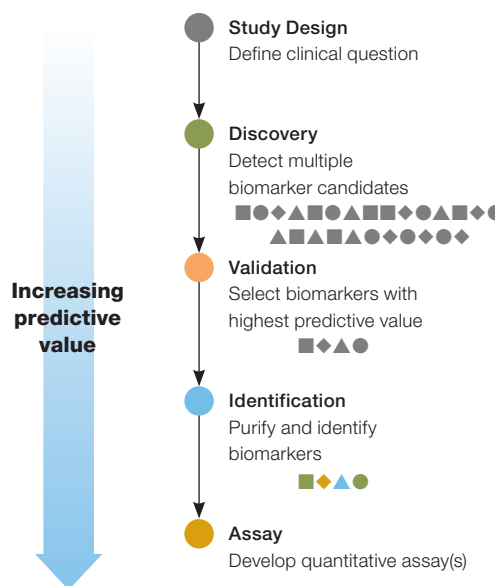 Study Design
Define clinical question
Discovery
Detect multiple
biomarker candidates
Validation
Select biomarkers with
highest predictive value
Increasing
predictive
value
Identification
Purify and identify
biomarkers
Assay
Develop quantitative assay(s)